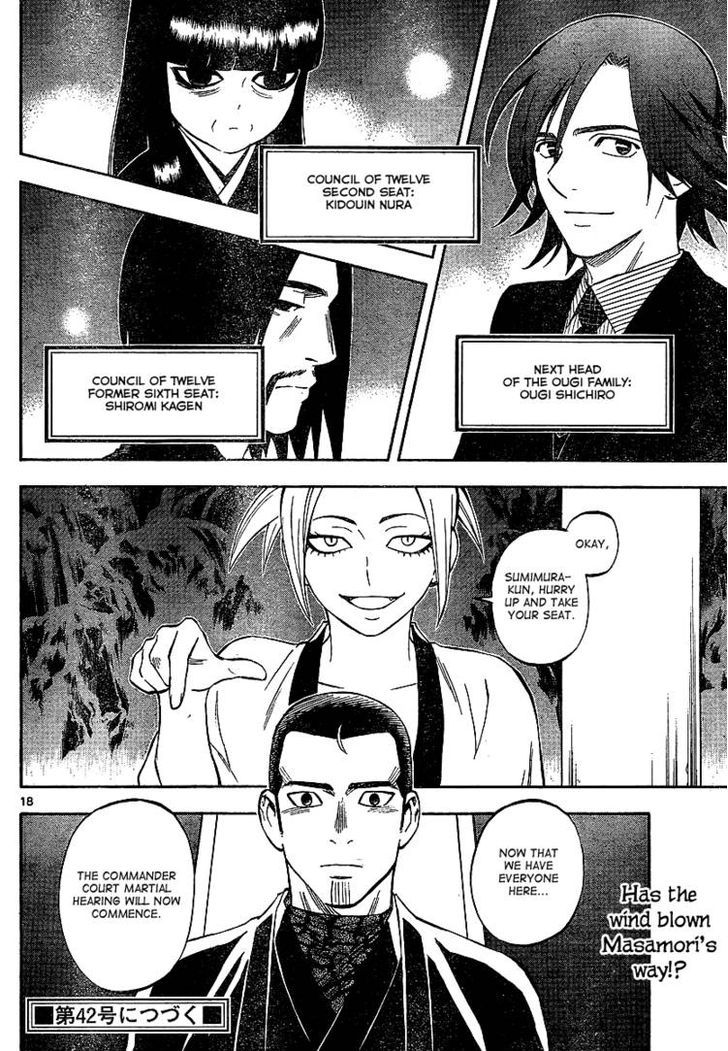 COUNCIL OF TWELVE
SECOND SEAT:
KIDOUIN NURA
NEXT HEAD
OF THE OUGI FAMILY:
OUGI SHICHIRO
COUNCIL OF TWELVE
FORMER SIXTH SEAT:
SHIROMI KAGEN
OKAY,
SUMIMURA-
KUN, HURRY
UP AND TAKE
YOUR SEAT.
18
NOW THAT
WE HAVE
EVERYONE
HERE...
THE COMMANDER
COURT MARTIAL
HEARING WILL NOW
COMMENCE.
Has the
wind blown
Masamori's
way!?
■第42号につづく■